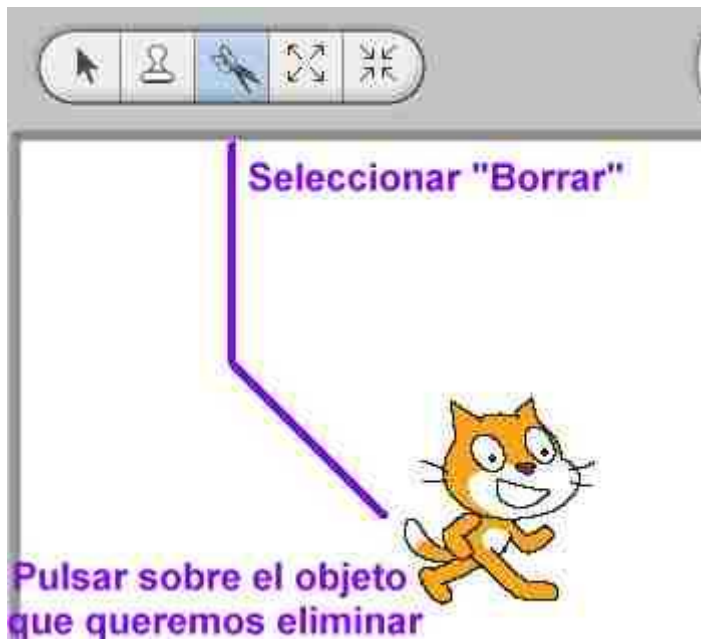 Seleccionar "Borrar"
Pulsar sobre el objeto
que queremos eliminar